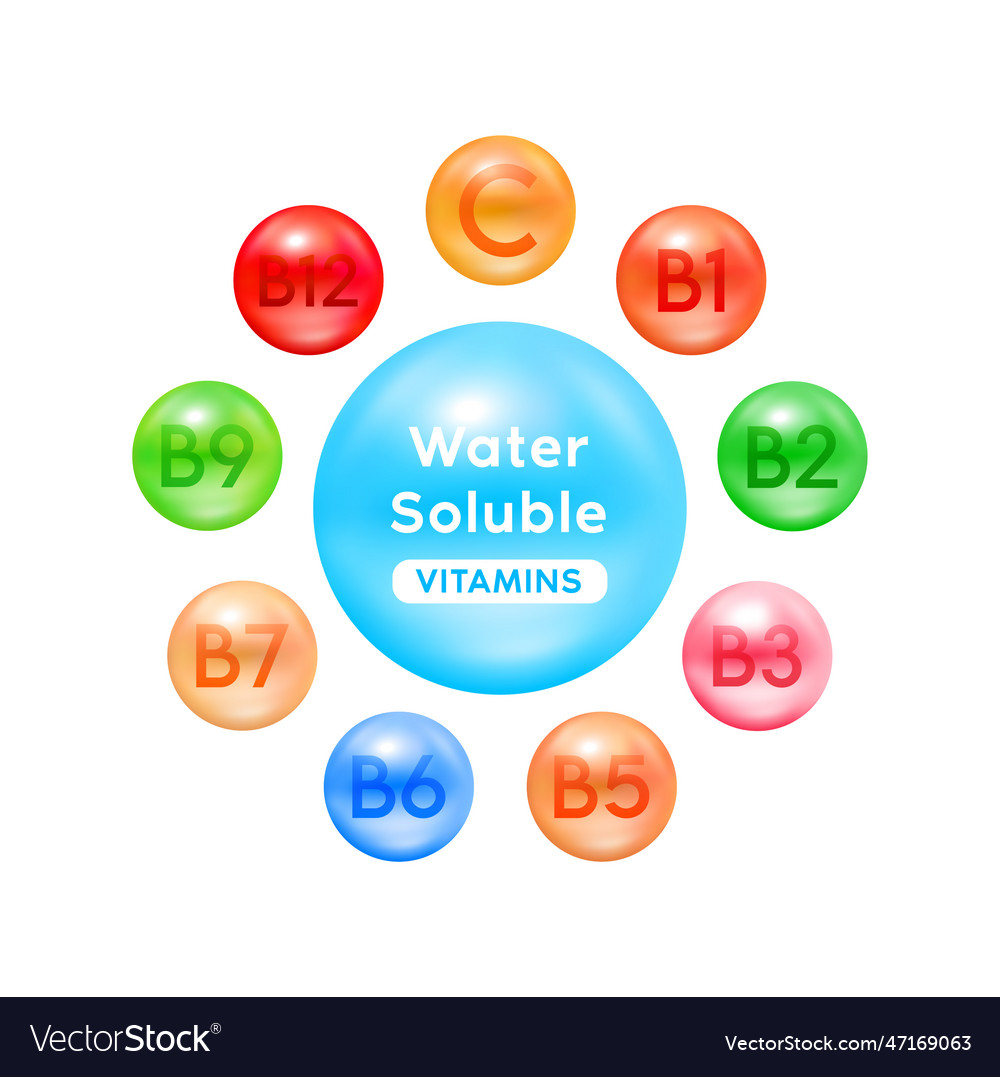 C
B12
B1
Water
Soluble
VITAMINS
B9
B2
B7
B3
B6
B5
VectorStock®
VectorStock.com/47169063